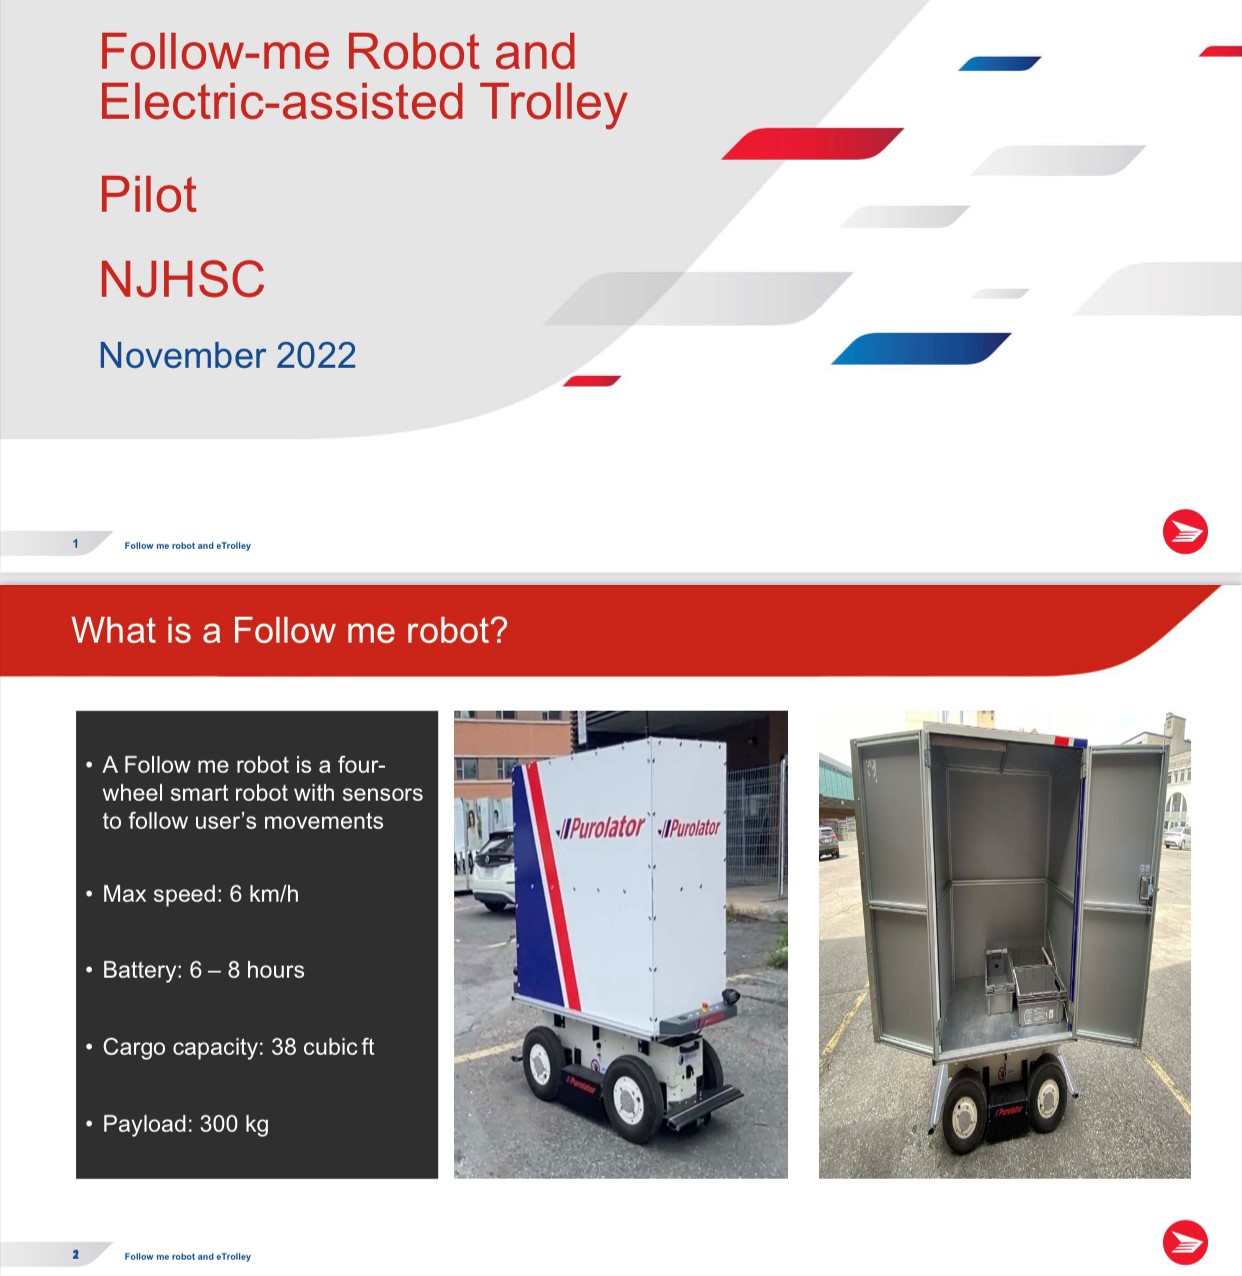 Follow-me Robot and
Electric-assisted Trolley
Pilot
NJHSC
November 2022
1
Follow me robot and eTrolley
What is a Follow me robot?
• A Follow me robot is a four-
wheel smart robot with sensors
to follow user's movements
• Max speed: 6 km/h
• Battery: 6 – 8 hours
• Cargo capacity: 38 cubic ft
• Payload: 300 kg
Purolator
Purolator
Purolator
Purolator
2
Follow me robot and eTrolley